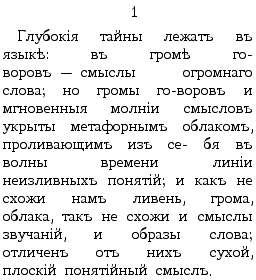 1
Глубокія тайны лежатъ въ
языкѣ: въ громѣ го-
воровъ — смыслы огромнаго
слова; но громы го-воровъ и
мгновенныя молніи смысловъ
укрыты метафорнымъ облакомъ,
проливающимъ изъ се- бя въ
волны времени линіи
неизливныхъ понятій; и какъ не
схожи намъ ливень, грома,
облака, такъ не схожи и смыслы
звучаній, и образы слова;
отличенъ отъ нихъ сухой,
плоскій понятійный смыслъ.